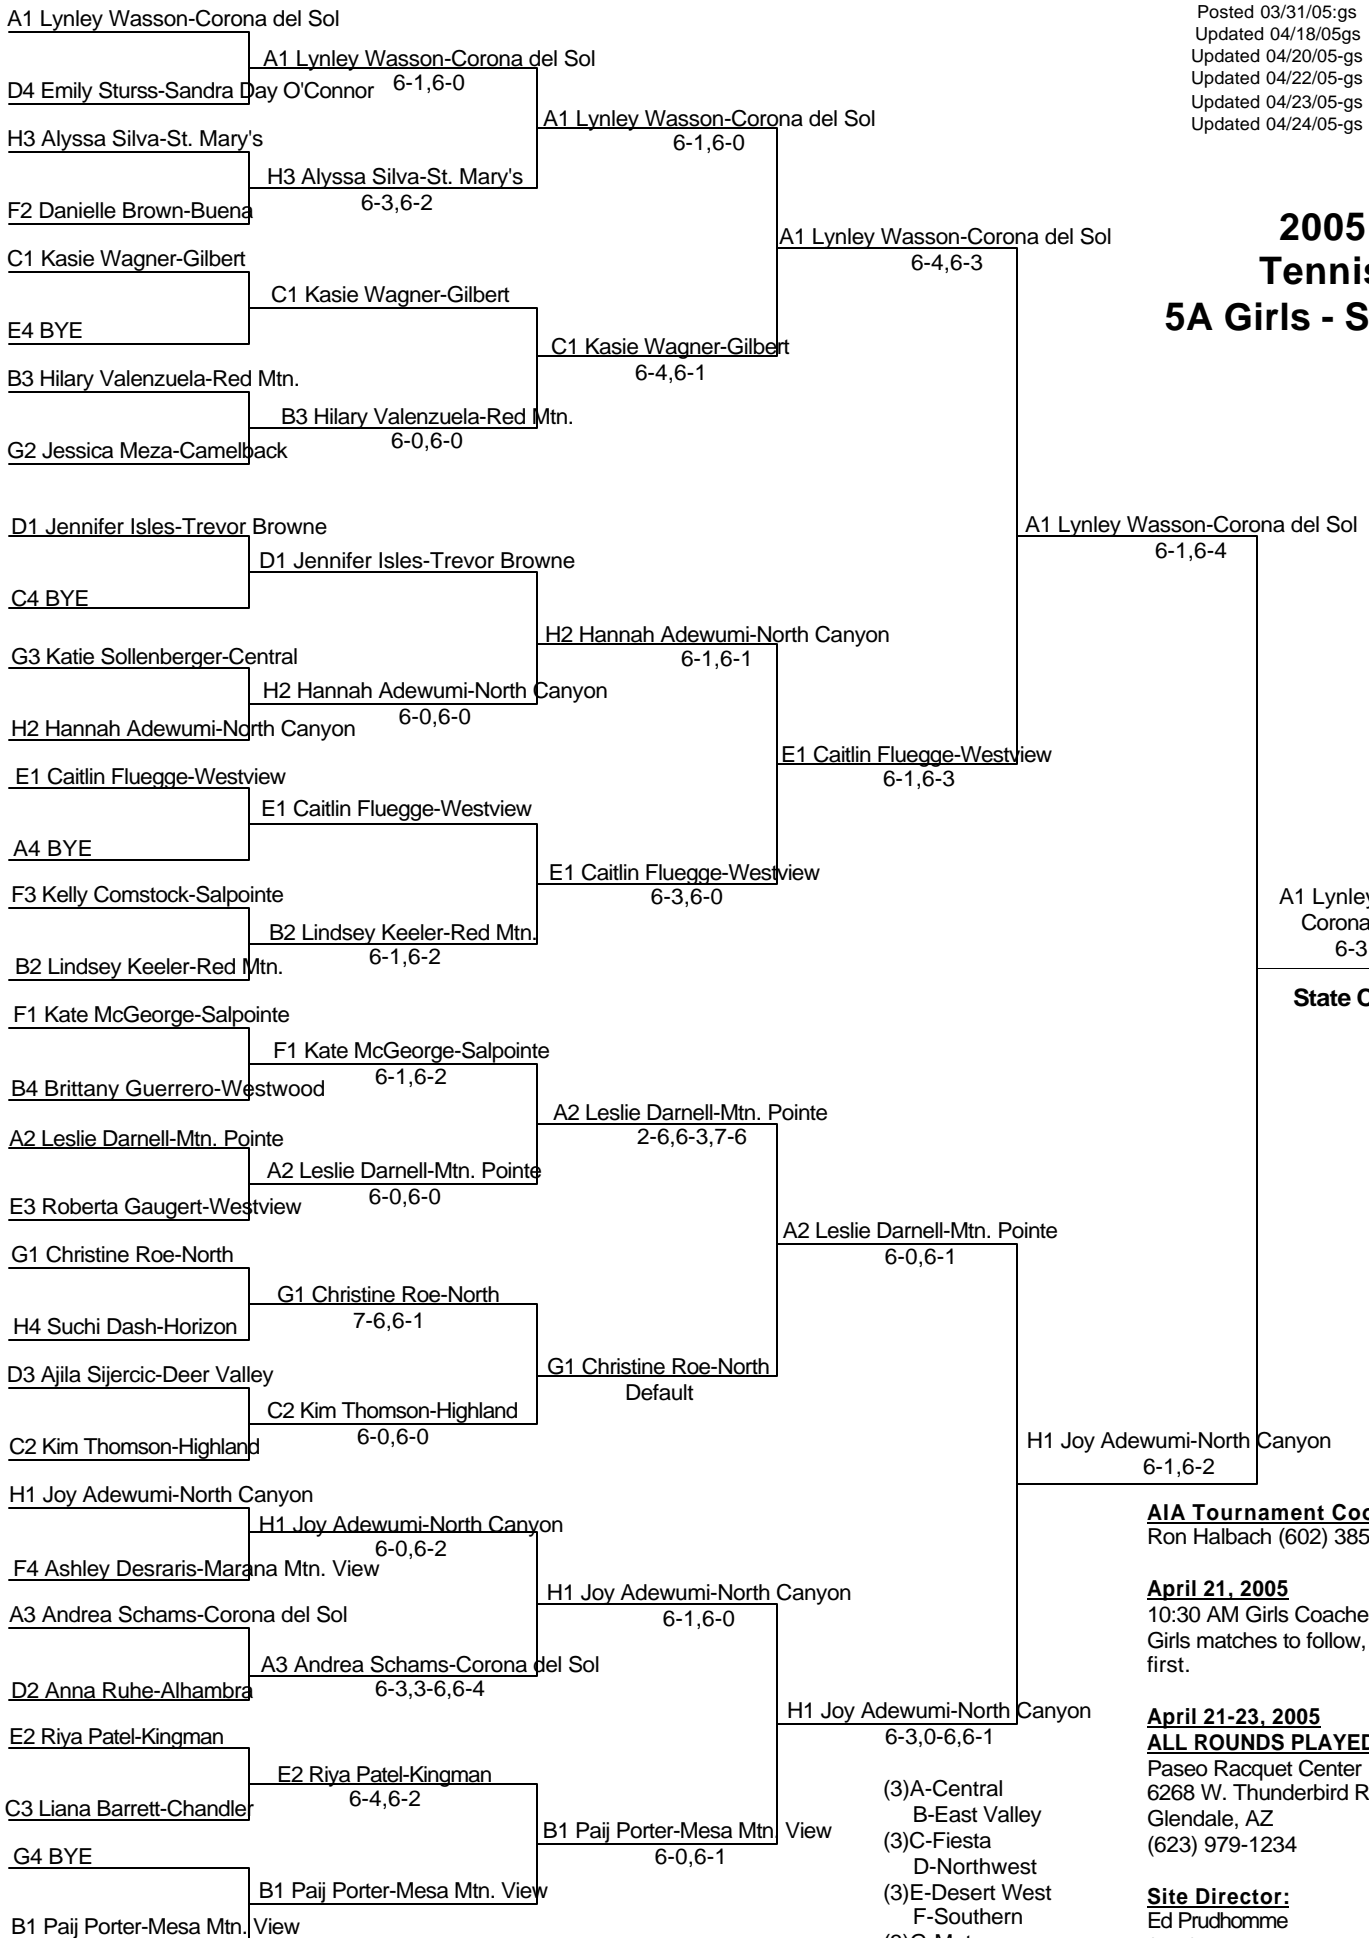 A1 Lynley Wasson-Corona del Sol
D4 Emily Sturss-Sandra Day O'Connor
H3 Alyssa Silva-St. Mary's
F2 Danielle Brown-Buena
C1 Kasie Wagner-Gilbert
E4 BYE
B3 Hilary Valenzuela-Red Mtn.
G2 Jessica Meza-Camelback
D1 Jennifer Isles-Trevor Browne
C4 BYE
G3 Katie Sollenberger-Central
H2 Hannah Adewumi-North Canyon
E1 Caitlin Fluegge-Westview
A4 BYE
F3 Kelly Comstock-Salpointe
B2 Lindsey Keeler-Red Mtn.
F1 Kate McGeorge-Salpointe
B4 Brittany Guerrero-Westwood
A2 Leslie Darnell-Mtn. Pointe
E3 Roberta Gaugert-Westview
G1 Christine Roe-North
H4 Suchi Dash-Horizon
D3 Ajila Sijercic-Deer Valley
C2 Kim Thomson-Highland
H1 Joy Adewumi-North Canyon
F4 Ashley Desraris-Marana Mtn. View
A3 Andrea Schams-Corona del Sol
D2 Anna Ruhe-Alhambra
E2 Riya Patel-Kingman
C3 Liana Barrett-Chandler
G4 BYE
B1 Paij Porter-Mesa Mtn. View
A1 Lynley Wasson-Corona del Sol
6-1,6-0
H3 Alyssa Silva-St. Mary's
6-3,6-2
C1 Kasie Wagner-Gilbert
B3 Hilary Valenzuela-Red Mtn.
6-0,6-0
D1 Jennifer Isles-Trevor Browne
H2 Hannah Adewumi-North Canyon
6-0,6-0
E1 Caitlin Fluegge-Westview
B2 Lindsey Keeler-Red Mtn.
6-1,6-2
F1 Kate McGeorge-Salpointe
6-1,6-2
A2 Leslie Darnell-Mtn. Pointe
6-0,6-0
G1 Christine Roe-North
7-6,6-1
C2 Kim Thomson-Highland
6-0,6-0
H1 Joy Adewumi-North Canyon
6-0,6-2
A3 Andrea Schams-Corona del Sol
6-3,3-6,6-4
E2 Riya Patel-Kingman
6-4,6-2
B1 Paij Porter-Mesa Mtn. View
A1 Lynley Wasson-Corona del Sol
6-1,6-0
C1 Kasie Wagner-Gilbert
6-4,6-1
H2 Hannah Adewumi-North Canyon
6-1,6-1
E1 Caitlin Fluegge-Westview
6-3,6-0
A2 Leslie Darnell-Mtn. Pointe
2-6,6-3,7-6
G1 Christine Roe-North
Default
H1 Joy Adewumi-North Canyon
6-1,6-0
B1 Paij Porter-Mesa Mtn. View
6-0,6-1
A1 Lynley Wasson-Corona del Sol
6-4,6-3
E1 Caitlin Fluegge-Westview
6-1,6-3
A2 Leslie Darnell-Mtn. Pointe
6-0,6-1
H1 Joy Adewumi-North Canyon
6-3,0-6,6-1
A1 Lynley Wasson-Corona del Sol
6-1,6-4
H1 Joy Adewumi-North Canyon
6-1,6-2
A1 Lynley
Corona
6-3
State
Posted 03/31/05:gs
Updated 04/18/05gs
Updated 04/20/05-gs
Updated 04/22/05-gs
Updated 04/23/05-gs
Updated 04/24/05-gs
2005
Tennis
5A Girls -
(3)A-Central
B-East Valley
(3)C-Fiesta
D-Northwest
(3)E-Desert West
F-Southern
AIA Tournament
Ron Halbach (602) 385
April 21, 2005
10:30 AM Girls
Girls matches to follow,
first.
April 21-23, 2005
ALL ROUNDS PLAYED
Paseo Racquet Center
6268 W. Thunderbird
Glendale, AZ
(623) 979-1234
Site Director:
Ed Prudhomme